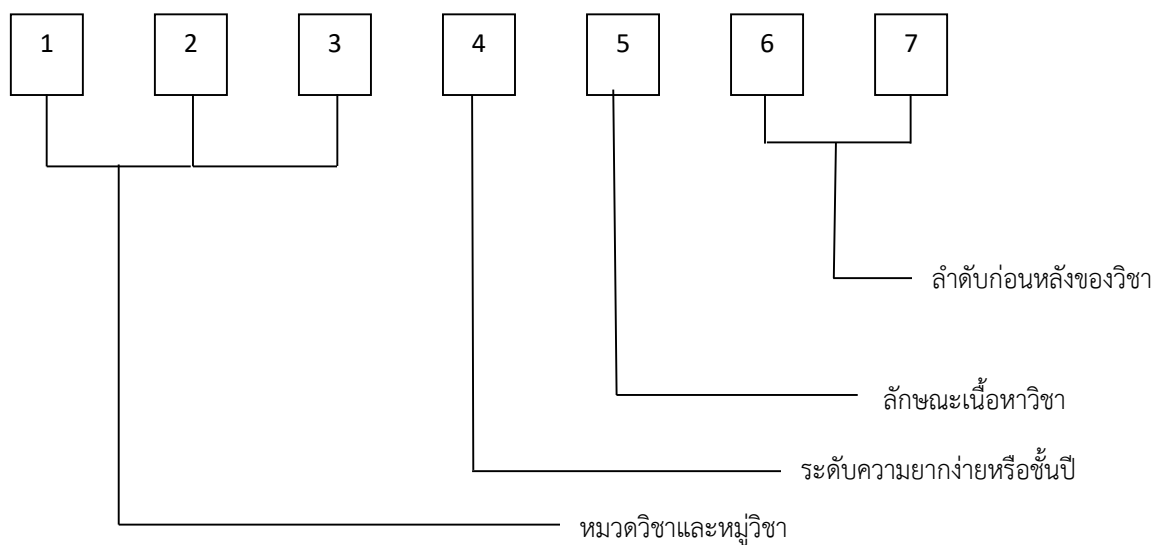 1 2 3 4 5 6 7
ลำดับก่อนหลังของวิชา
ลักษณะเนื้อหาวิชา
ระดับความยากง่ายหรือชั้นปี
หมวดวิชาและหมู่วิชา